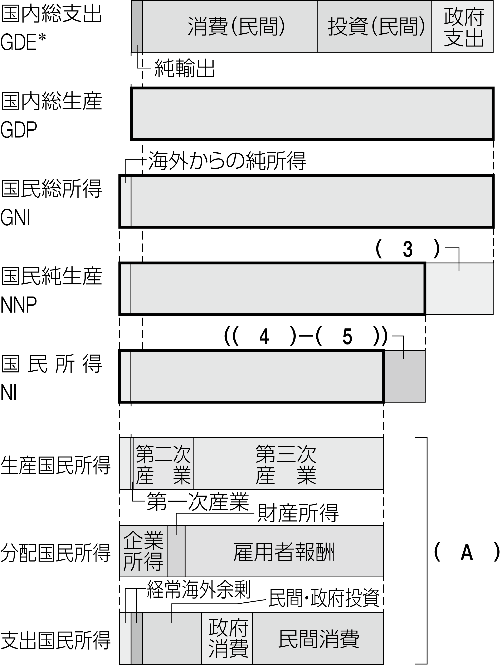 国内総支出
GDE*
消費(民間)
投資(民間)
政府
支出
純輸出
国内総生産
GDP
海外からの純所得
国民総所得
GNI
( 3 )
国民純生産
NNP
(( 4 )-( 5 ))
国民所得
NI
生産国民所得
第二次
産業
第三次
産業
第一次産業
財産所得
分配国民所得
企業
所得
雇用者報酬
( A )
経常海外余剰
民間・政府投資
支出国民所得
政府
消費
民間消費